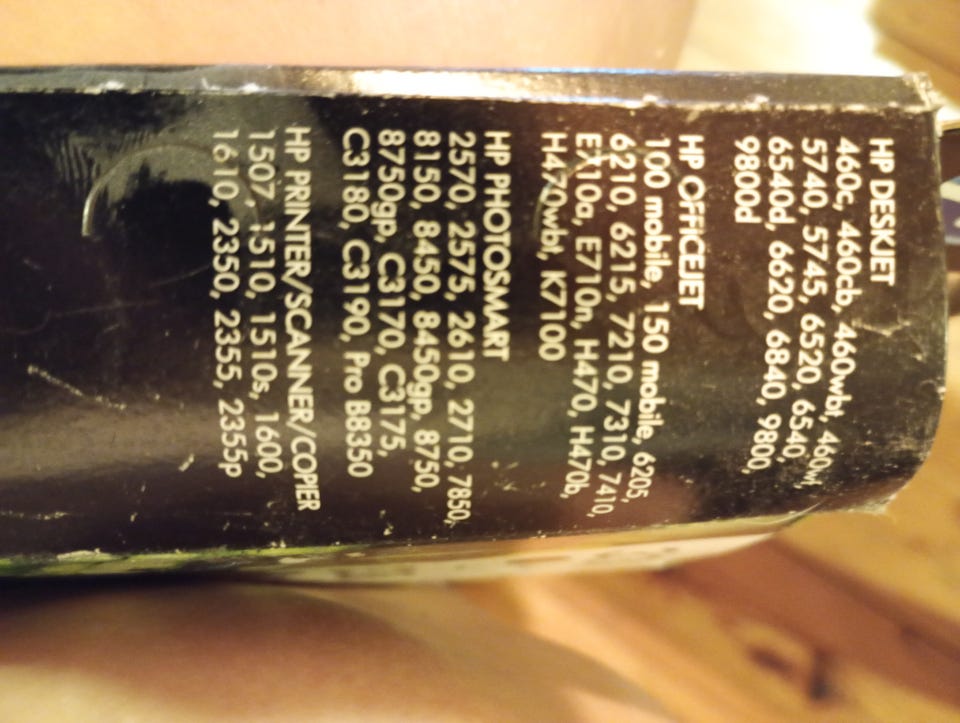 HP DESKJET
460c, 460cb, 460wbt, 460wf,
5740, 5745, 6520, 6540,
6540d, 6620, 6840, 9800,
9800d
HP OFFICEJET
100 mobile, 150 mobile, 6205,
6210, 6215, 7210, 7310, 7410,
E710a, E710n, H470, H470b,
H470wbt, K7100
HP PHOTOSMART
2570, 2575, 2610, 2710, 7850,
8150, 8450, 8450gp, 8750,
8750gp, C3170, C3175,
C3180, C3190, Pro B8350
HP PRINTER/SCANNER/COPIER
1507, 1510, 1510s, 1600,
1610, 2350, 2355, 2355p